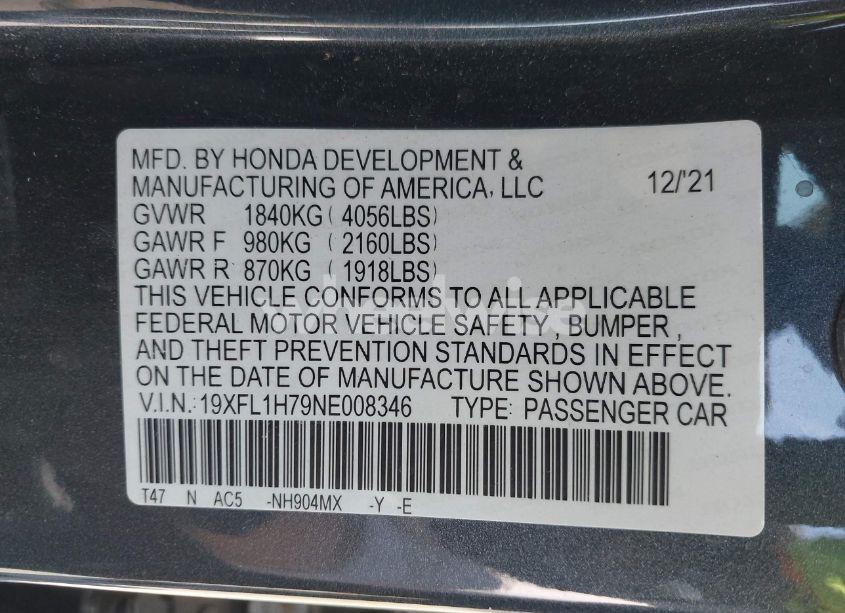 MFD. BY HONDA DEVELOPMENT &
MANUFACTURING OF AMERICA, LLC 12/'21
GVWR 1840KG ( 4056LBS)
GAWR F 980KG ( 2160LBS)
GAWR R 870KG ( 1918LBS)
THIS VEHICLE CONFORMS TO ALL APPLICABLE
FEDERAL MOTOR VEHICLE SAFETY , BUMPER ,
AND THEFT PREVENTION STANDARDS IN EFFECT
ON THE DATE OF MANUFACTURE SHOWN ABOVE.
V.I.N.:19XFL1H79NE008346 TYPE: PASSENGER CAR
T47 N AC5 -NH904MX -Y -E